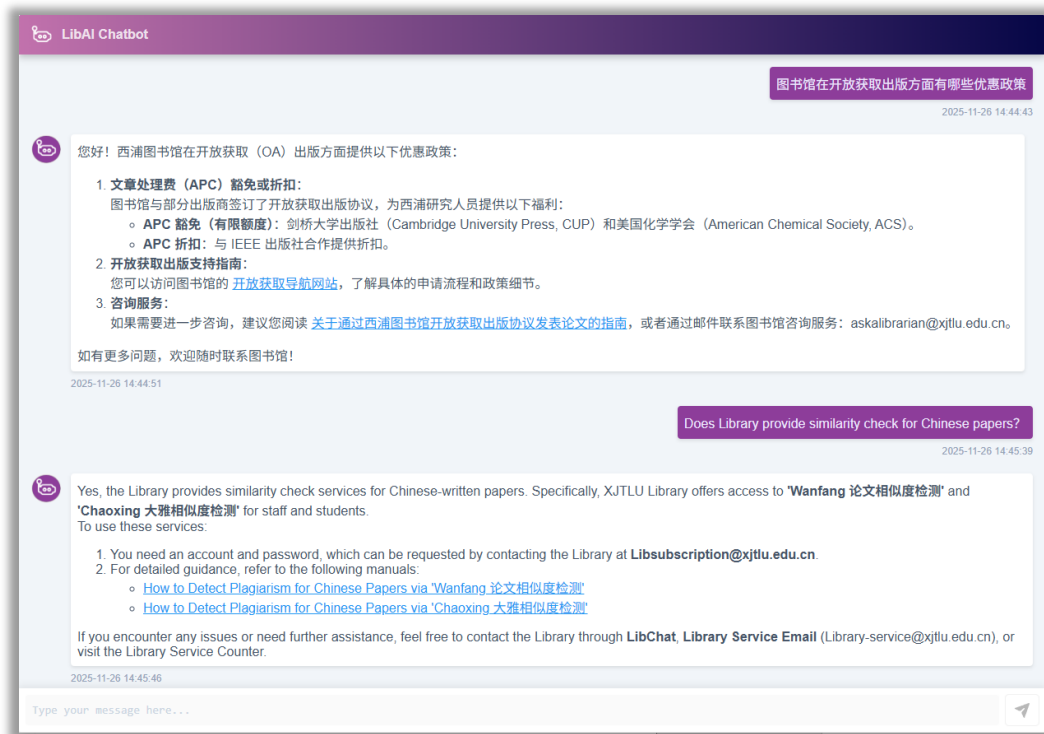 LibAI Chatbot
图书馆在开放获取出版方面有哪些优惠政策
2025-11-26 14:44:43
您好！西浦图书馆在开放获取（OA）出版方面提供以下优惠政策：
1. 文章处理费（APC）豁免或折扣：
图书馆与部分出版商签订了开放获取出版协议，为西浦研究人员提供以下福利：
◦ APC 豁免（有限额度）：剑桥大学出版社（Cambridge University Press, CUP）和美国化学学会（American Chemical Society, ACS）。
◦ APC 折扣：与 IEEE 出版社合作提供折扣。
2. 开放获取出版支持指南：
您可以访问图书馆的 开放获取导航网站，了解具体的申请流程和政策细节。
3. 咨询服务：
如果需要进一步咨询，建议您阅读 关于通过西浦图书馆开放获取出版协议发表论文的指南，或者通过邮件联系图书馆咨询服务：askalibrarian@xjtlu.edu.cn。
如有更多问题，欢迎随时联系图书馆！
2025-11-26 14:44:51
Does Library provide similarity check for Chinese papers?
2025-11-26 14:45:39
Yes, the Library provides similarity check services for Chinese-written papers. Specifically, XJTLU Library offers access to 'Wanfang 论文相似度检测' and
'Chaoxing 大雅相似度检测' for staff and students.
To use these services:
1. You need an account and password, which can be requested by contacting the Library at Libsubscription@xjtlu.edu.cn.
2. For detailed guidance, refer to the following manuals:
◦ How to Detect Plagiarism for Chinese Papers via 'Wanfang 论文相似度检测'
◦ How to Detect Plagiarism for Chinese Papers via 'Chaoxing 大雅相似度检测'
If you encounter any issues or need further assistance, feel free to contact the Library through LibChat, Library Service Email (Library-service@xjtlu.edu.cn), or
visit the Library Service Counter.
2025-11-26 14:45:46
Type your message here...